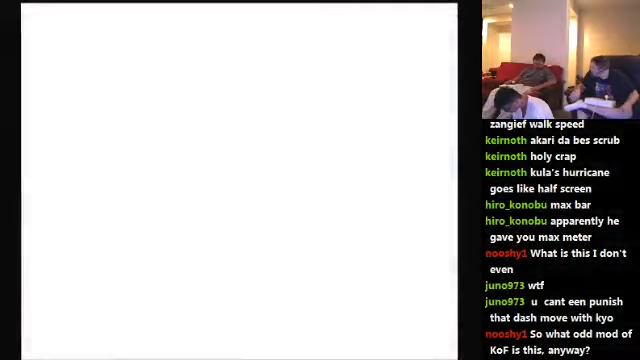 zangief walk speed
keirnoth akari da bes scrub
keirnoth holy crap
keirnoth kula's hurricane
goes like half screen
hiro_konobu max bar
hiro_konobu apparently he
gave you max meter
nooshy1 What is this I don't
even
juno973 wtf
juno973 u cant een punish
that dash move with kyo
nooshy1 So what odd mod of
KoF is this, anyway?